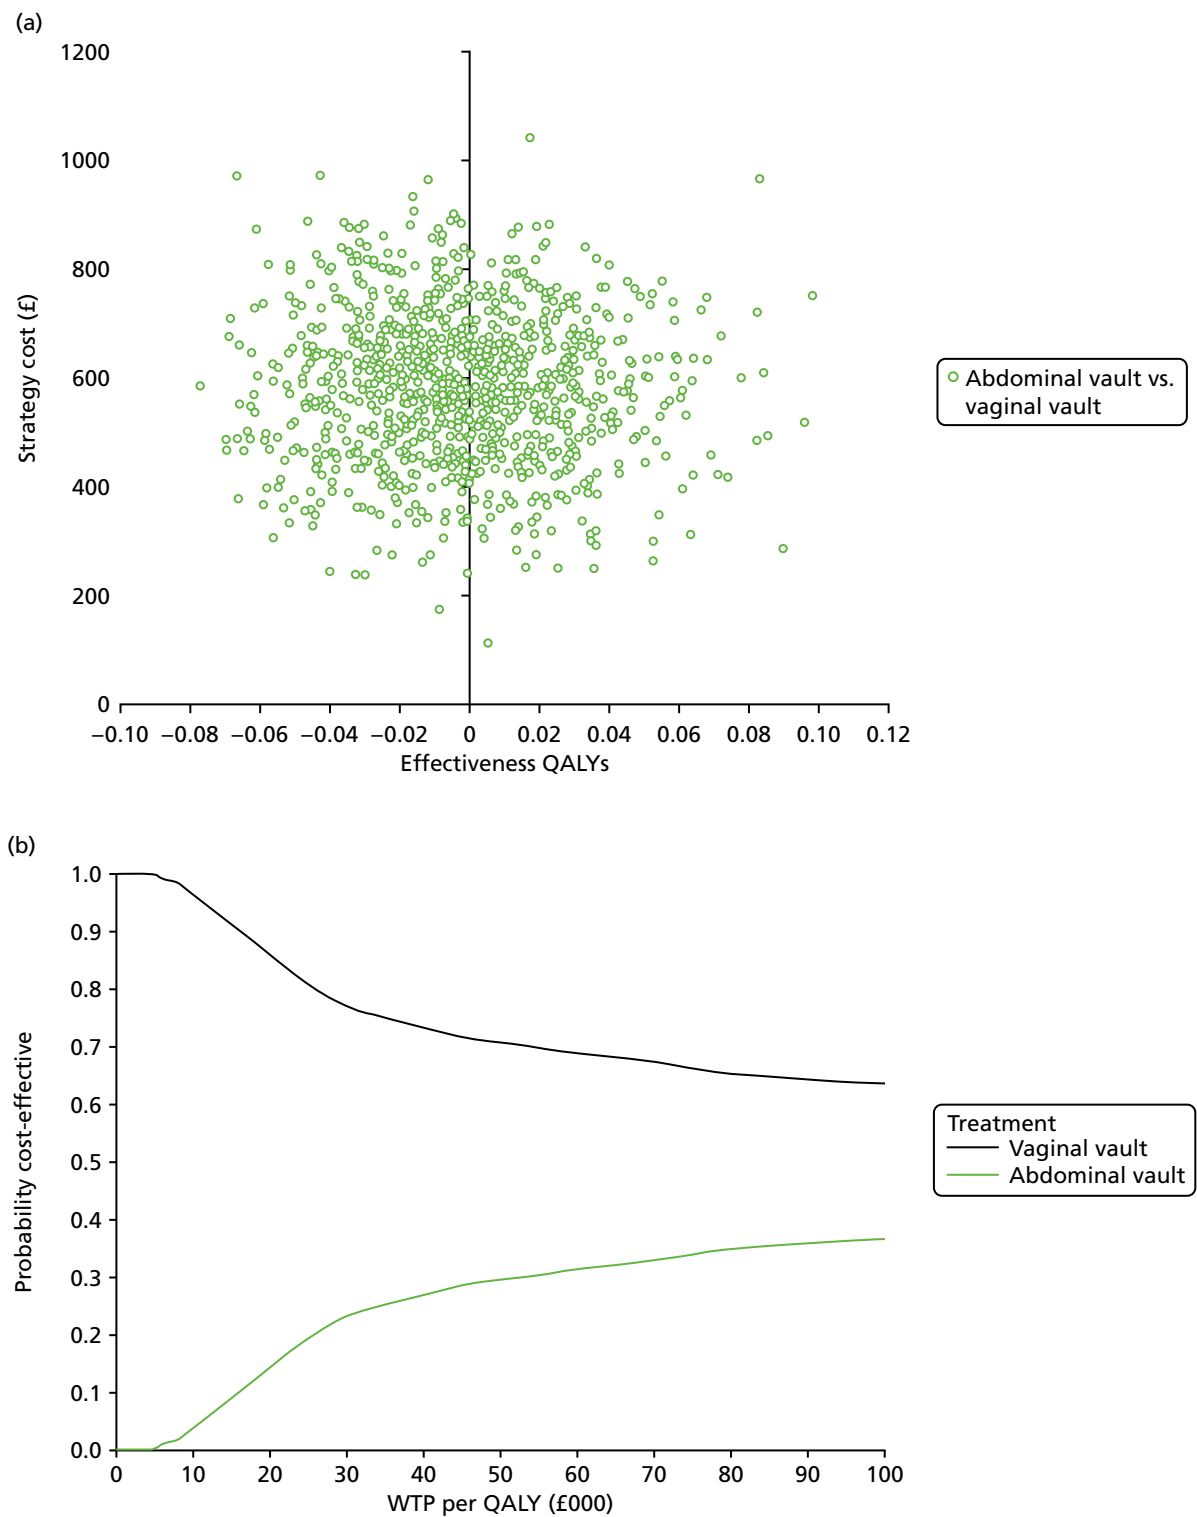 (a)
1200
1000
800
600
400
200
0
Strategy cost (£)
−0.10 −0.08 −0.06 −0.04 −0.02 0 0.02 0.04 0.06 0.08 0.10 0.12
Effectiveness QALYs
Abdominal vault vs.
vaginal vault
(b)
1.0
0.9
0.8
0.7
0.6
0.5
0.4
0.3
0.2
0.1
0.0
Probability cost-effective
0 10 20 30 40 50 60 70 80 90 100
WTP per QALY (£000)
Treatment
Vaginal vault
Abdominal vault